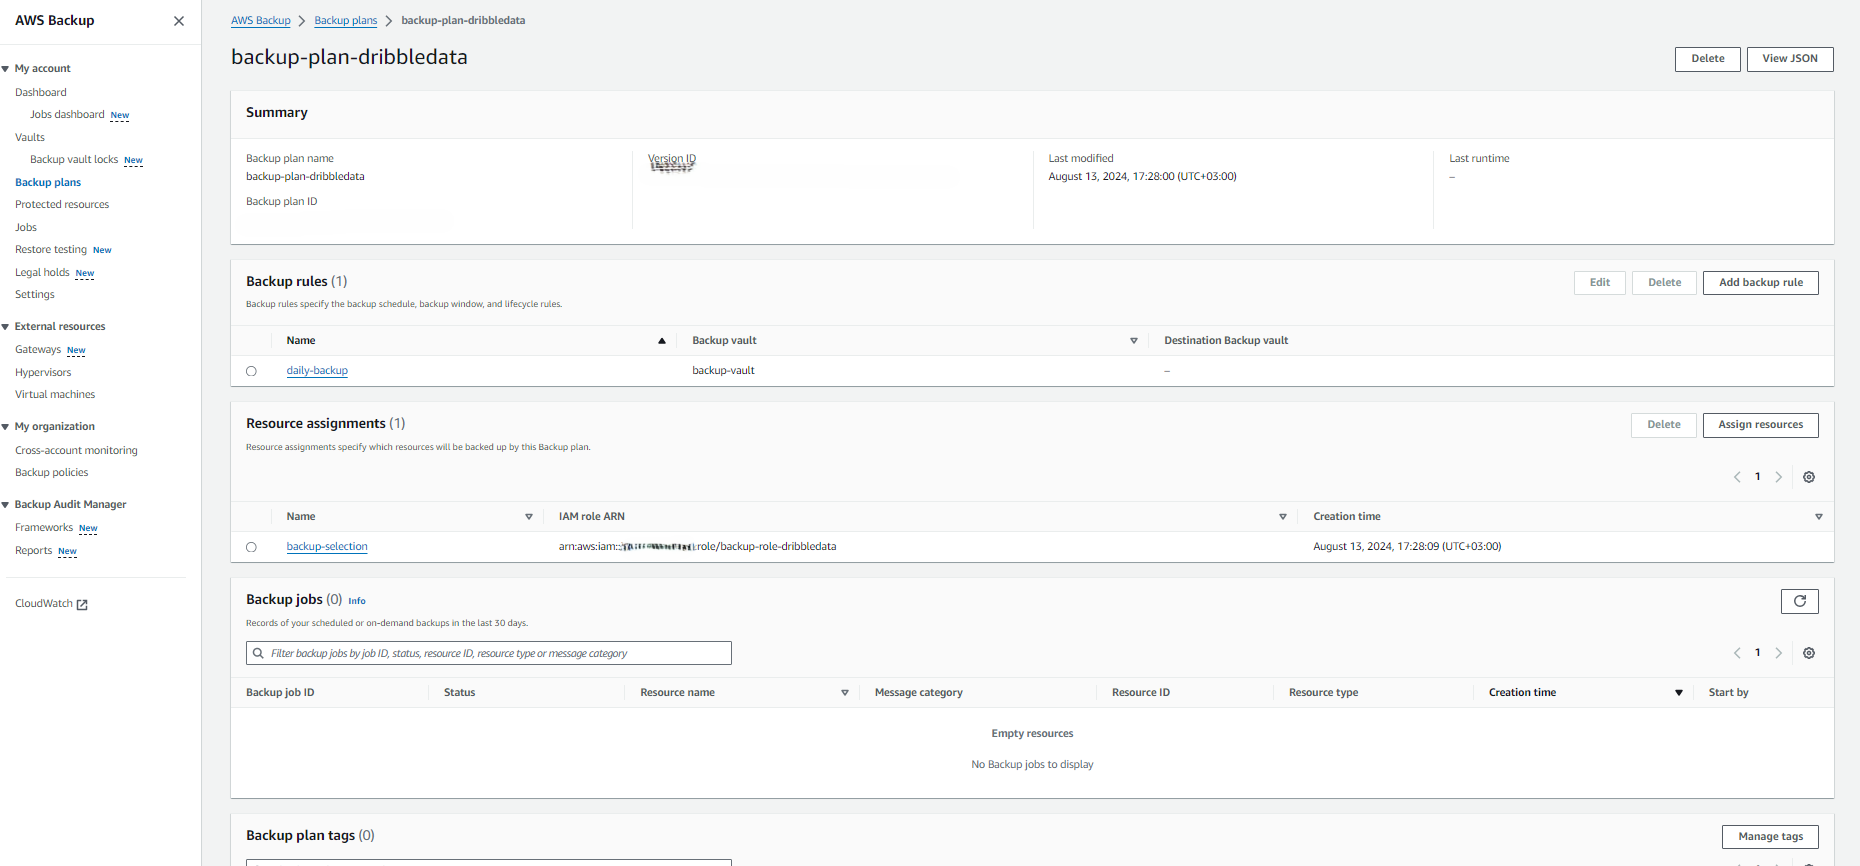 AWS Backup
My account
Dashboard
Jobs dashboard New
Vaults
Backup vault locks New
Backup plans
Protected resources
Jobs
Restore testing New
Legal holds New
Settings
External resources
Gateways New
Hypervisors
Virtual machines
My organization
Cross-account monitoring
Backup policies
Backup Audit Manager
Frameworks New
Reports New
CloudWatch
AWS Backup > Backup plans > backup-plan-dribbledata
backup-plan-dribbledata
Delete View JSON
Summary
Backup plan name
backup-plan-dribbledata
Backup plan ID
Version ID
Last modified
August 13, 2024, 17:28:00 (UTC+03:00)
Last runtime
–
Backup rules (1)
Backup rules specify the backup schedule, backup window, and lifecycle rules.
Edit Delete Add backup rule
Name Backup vault Destination Backup vault
daily-backup backup-vault –
Resource assignments (1)
Resource assignments specify which resources will be backed up by this Backup plan.
Delete Assign resources
1
Name IAM role ARN Creation time
backup-selection arn:aws:iam:: :role/backup-role-dribbledata August 13, 2024, 17:28:09 (UTC+03:00)
Backup jobs (0) Info
Records of your scheduled or on-demand backups in the last 30 days.
Filter backup jobs by job ID, status, resource ID, resource type or message category
1
Backup job ID Status Resource name Message category Resource ID Resource type Creation time Start by
Empty resources
No Backup jobs to display
Backup plan tags (0)
Manage tags